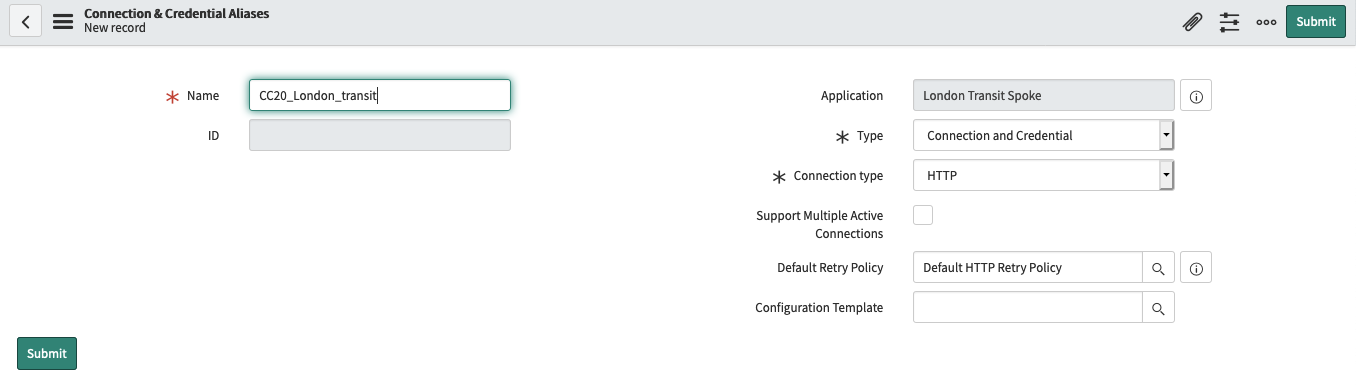 Connection & Credential Aliases
New record
Submit
Name
CC20_London_transit
ID
Application
London Transit Spoke
Type
Connection and Credential
Connection type
HTTP
Support Multiple Active
Connections
Default Retry Policy
Default HTTP Retry Policy
Configuration Template
Submit